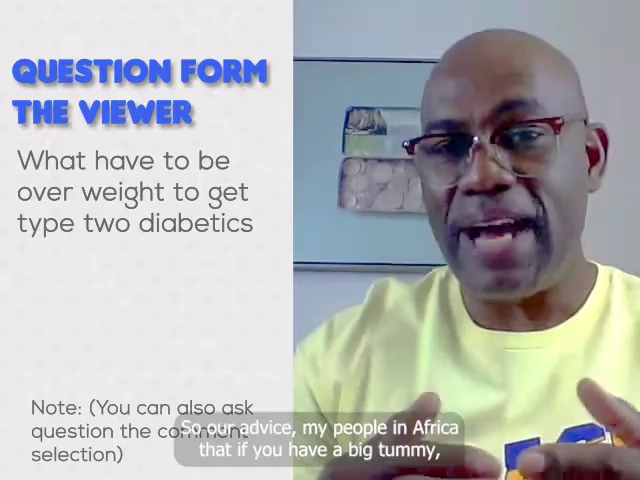 QUESTION FORM
THE VIEWER
What have to be
over weight to get
type two diabetics
Note: (You can also ask
question the comment
selection)
So our advice, my people in Africa
that if you have a big tummy,